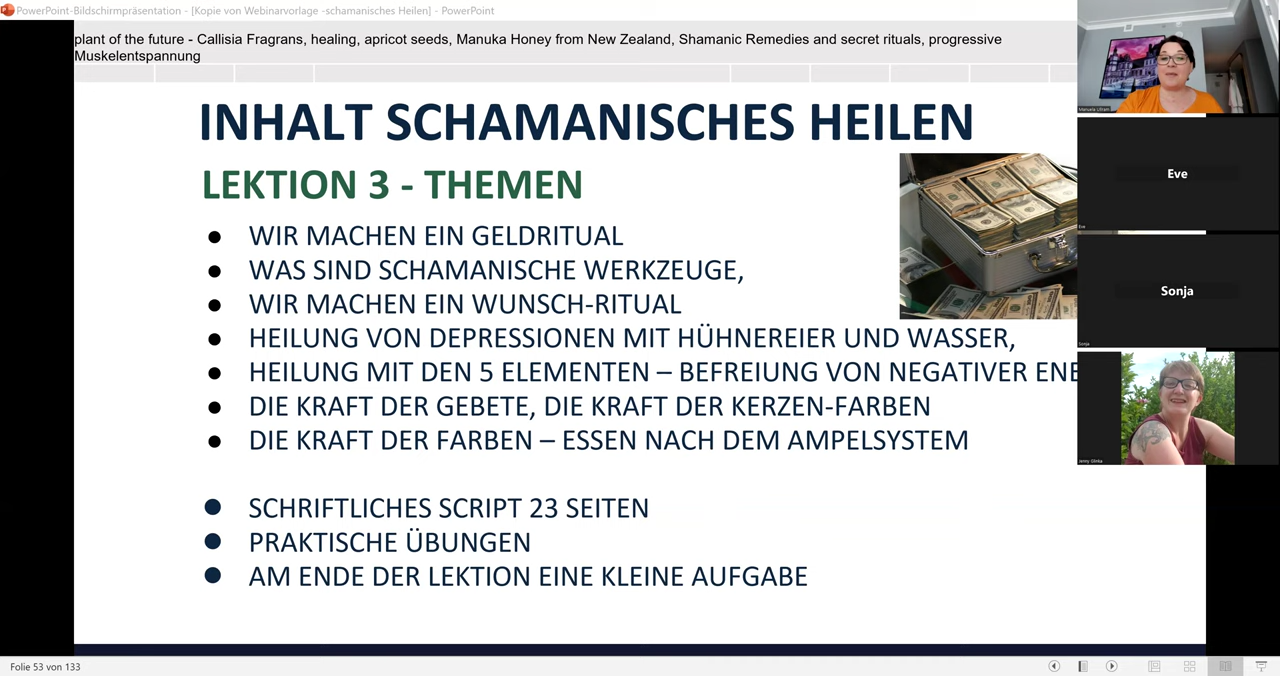 PowerPoint-Bildschirmpräsentation - [Kopie von Webinarvorlage -schamanisches Heilen] - PowerPoint
plant of the future - Callisia Fragrans, healing, apricot seeds, Manuka Honey from New Zealand, Shamanic Remedies and secret rituals, progressive
Muskelentspannung
INHALT SCHAMANISCHES HEILEN
LEKTION 3 - THEMEN
● WIR MACHEN EIN GELDRITUAL
● WAS SIND SCHAMANISCHE WERKZEUGE,
● WIR MACHEN EIN WUNSCH-RITUAL
● HEILUNG VON DEPRESSIONEN MIT HÜHNEREIER UND WASSER,
● HEILUNG MIT DEN 5 ELEMENTEN – BEFREIUNG VON NEGATIVER ENE
● DIE KRAFT DER GEBETE, DIE KRAFT DER KERZEN-FARBEN
● DIE KRAFT DER FARBEN – ESSEN NACH DEM AMPELSYSTEM
● SCHRIFTLICHES SCRIPT 23 SEITEN
● PRAKTISCHE ÜBUNGEN
● AM ENDE DER LEKTION EINE KLEINE AUFGABE
Eve
Eve
Sonja
Sonja
Folie 53 von 133